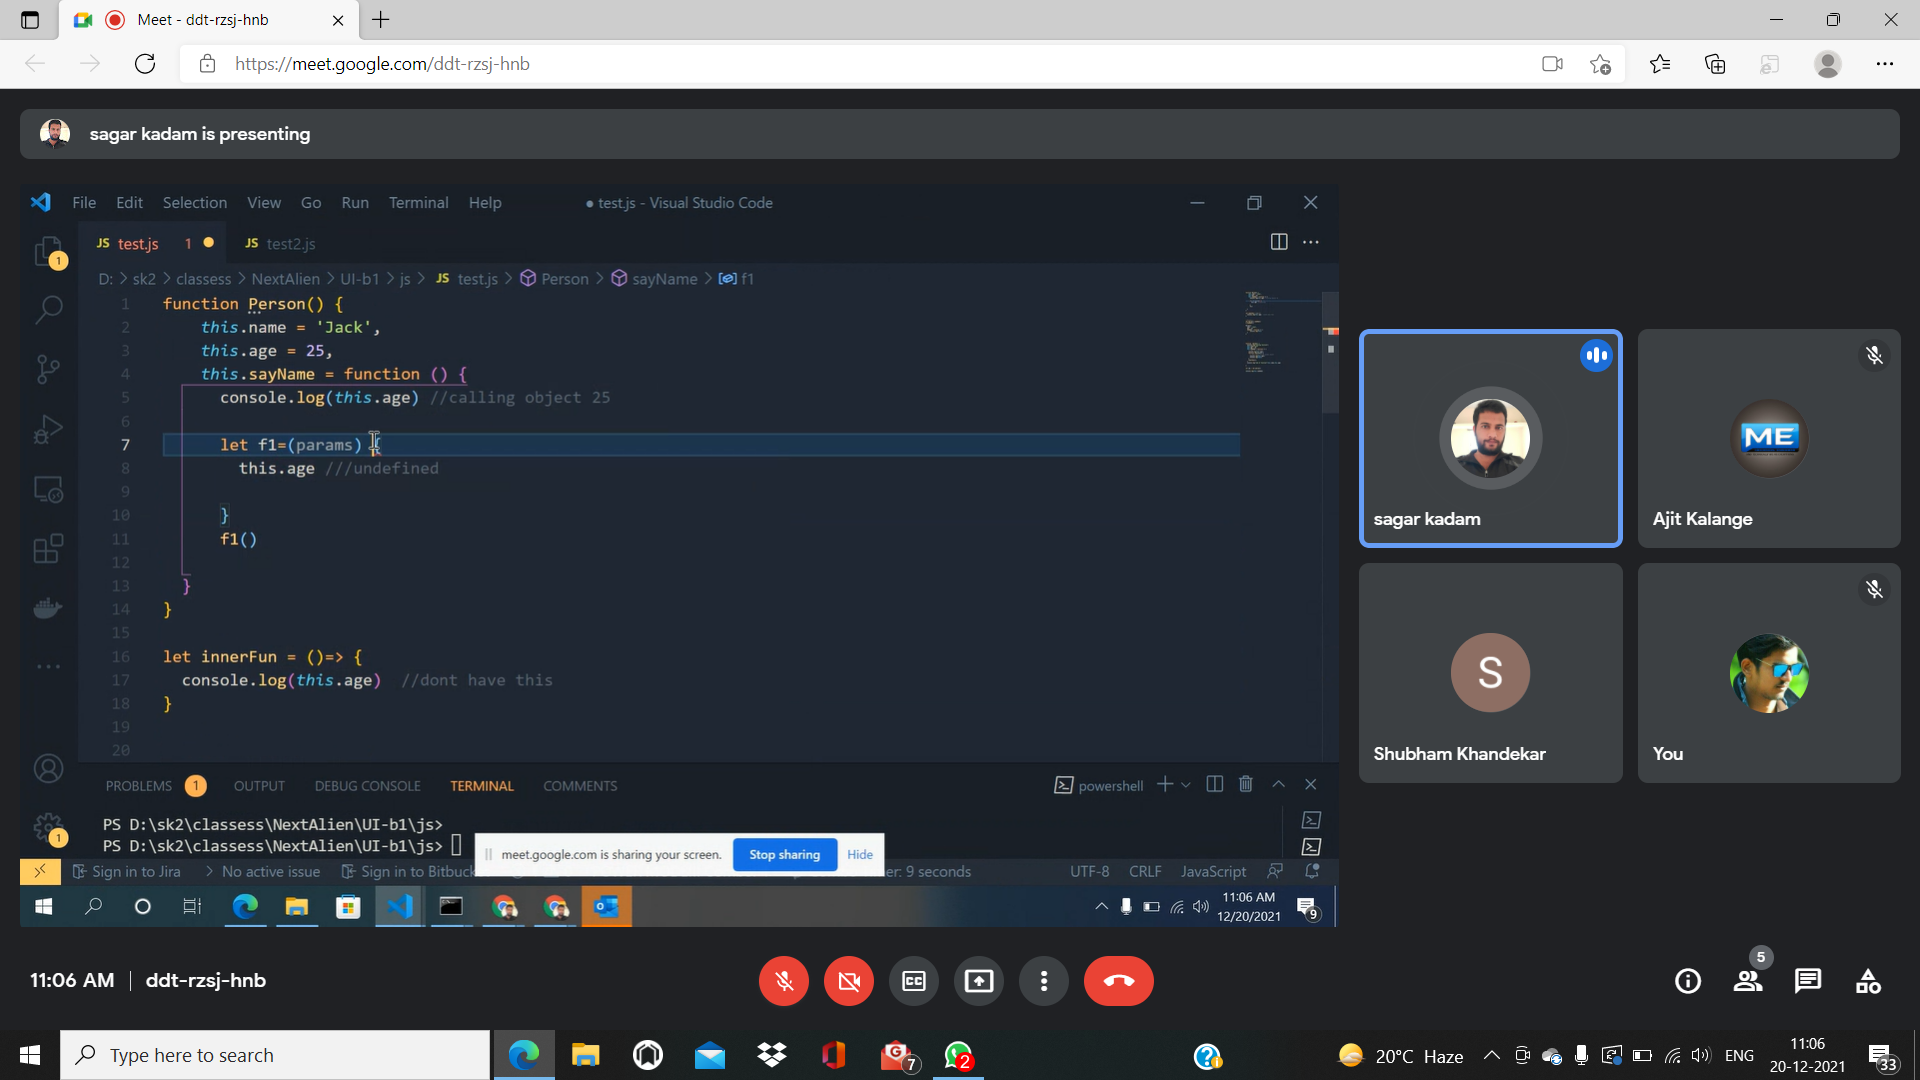 Meet - ddt-rzsj-hnb
https://meet.google.com/ddt-rzsj-hnb
sagar kadam is presenting
File Edit Selection View Go Run Terminal Help
● test.js - Visual Studio Code
JS test.js 1 ●
JS test2.js
D: > sk2 > classess > NextAlien > UI-b1 > js > JS test.js > Person > sayName > f1
1 function Person() {
2 this.name = 'Jack',
3 this.age = 25,
4 this.sayName = function () {
5 console.log(this.age) //calling object 25
6
7 let f1=(params) {
8 this.age ///undefined
9
10 }
11 f1()
12
13 }
14 }
15
16 let innerFun = ()=> {
17 console.log(this.age) //dont have this
18 }
19
20
1
1
PROBLEMS 1 OUTPUT DEBUG CONSOLE TERMINAL COMMENTS
powershell
PS D:\sk2\classess\NextAlien\UI-b1\js>
PS D:\sk2\classess\NextAlien\UI-b1\js>
meet.google.com is sharing your screen. Stop sharing Hide
Sign in to Jira
No active issue
Sign in to Bitbuck
er: 9 seconds
UTF-8 CRLF JavaScript
11:06 AM
12/20/2021
9
sagar kadam
ME
Ajit Kalange
S
Shubham Khandekar
You
11:06 AM | ddt-rzsj-hnb
CC
5
Type here to search
7
2
20°C Haze
ENG
11:06
20-12-2021
33